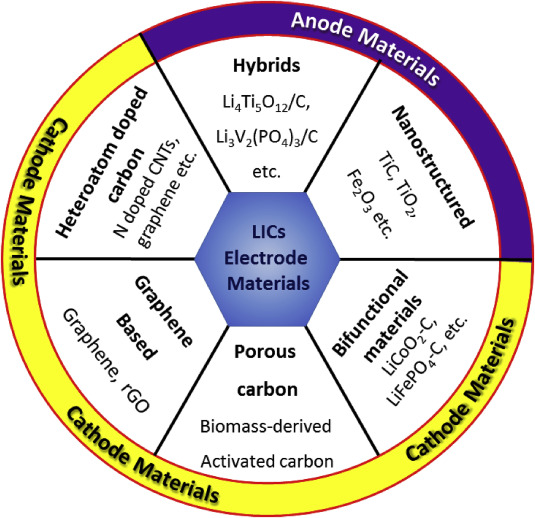 Anode Materials
Hybrids
Li4Ti5O12/C,
Li3V2(PO4)3/C
etc.
Nanostructured
TiC, TiO2,
Fe2O3 etc.
Bifunctional
materials
LiCoO2-C,
LiFePO4-C, etc.
Cathode Materials
Porous
carbon
Biomass-derived
Activated carbon
Cathode Materials
Graphene
Based
Graphene, rGO
Cathode Materials
Heteroatom doped
carbon
N doped CNTs,
graphene etc.
LICs
Electrode
Materials